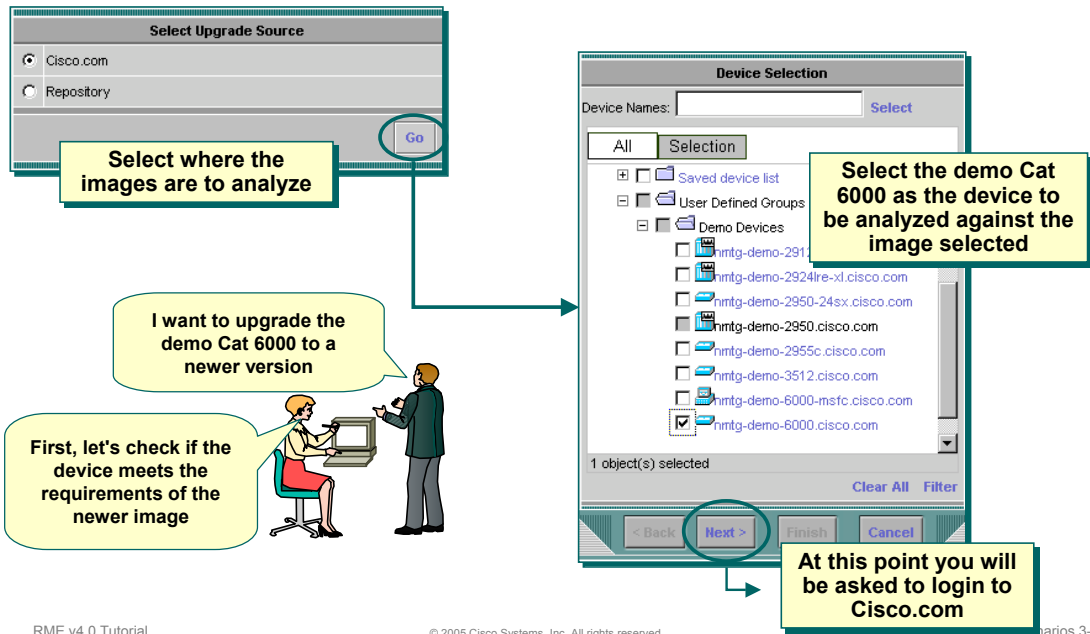 Select Upgrade Source
Cisco.com
Repository
Go
Select where the
images are to analyze
Device Selection
Device Names:
Select
All
Selection
Saved device list
User Defined Groups
Demo Devices
nmtg-demo-291
nmtg-demo-2924lre-xl.cisco.com
nmtg-demo-2950-24sx.cisco.com
nmtg-demo-2950.cisco.com
nmtg-demo-2955c.cisco.com
nmtg-demo-3512.cisco.com
nmtg-demo-6000-msfc.cisco.com
nmtg-demo-6000.cisco.com
1 object(s) selected
Clear All Filter
< Back Next > Finish Cancel
Select the demo Cat
6000 as the device to
be analyzed against the
image selected
I want to upgrade the
demo Cat 6000 to a
newer version
First, let's check if the
device meets the
requirements of the
newer image
At this point you will
be asked to login to
Cisco.com
RME v4.0 Tutorial
© 2005 Cisco Systems, Inc. All rights reserved.
narios 3-